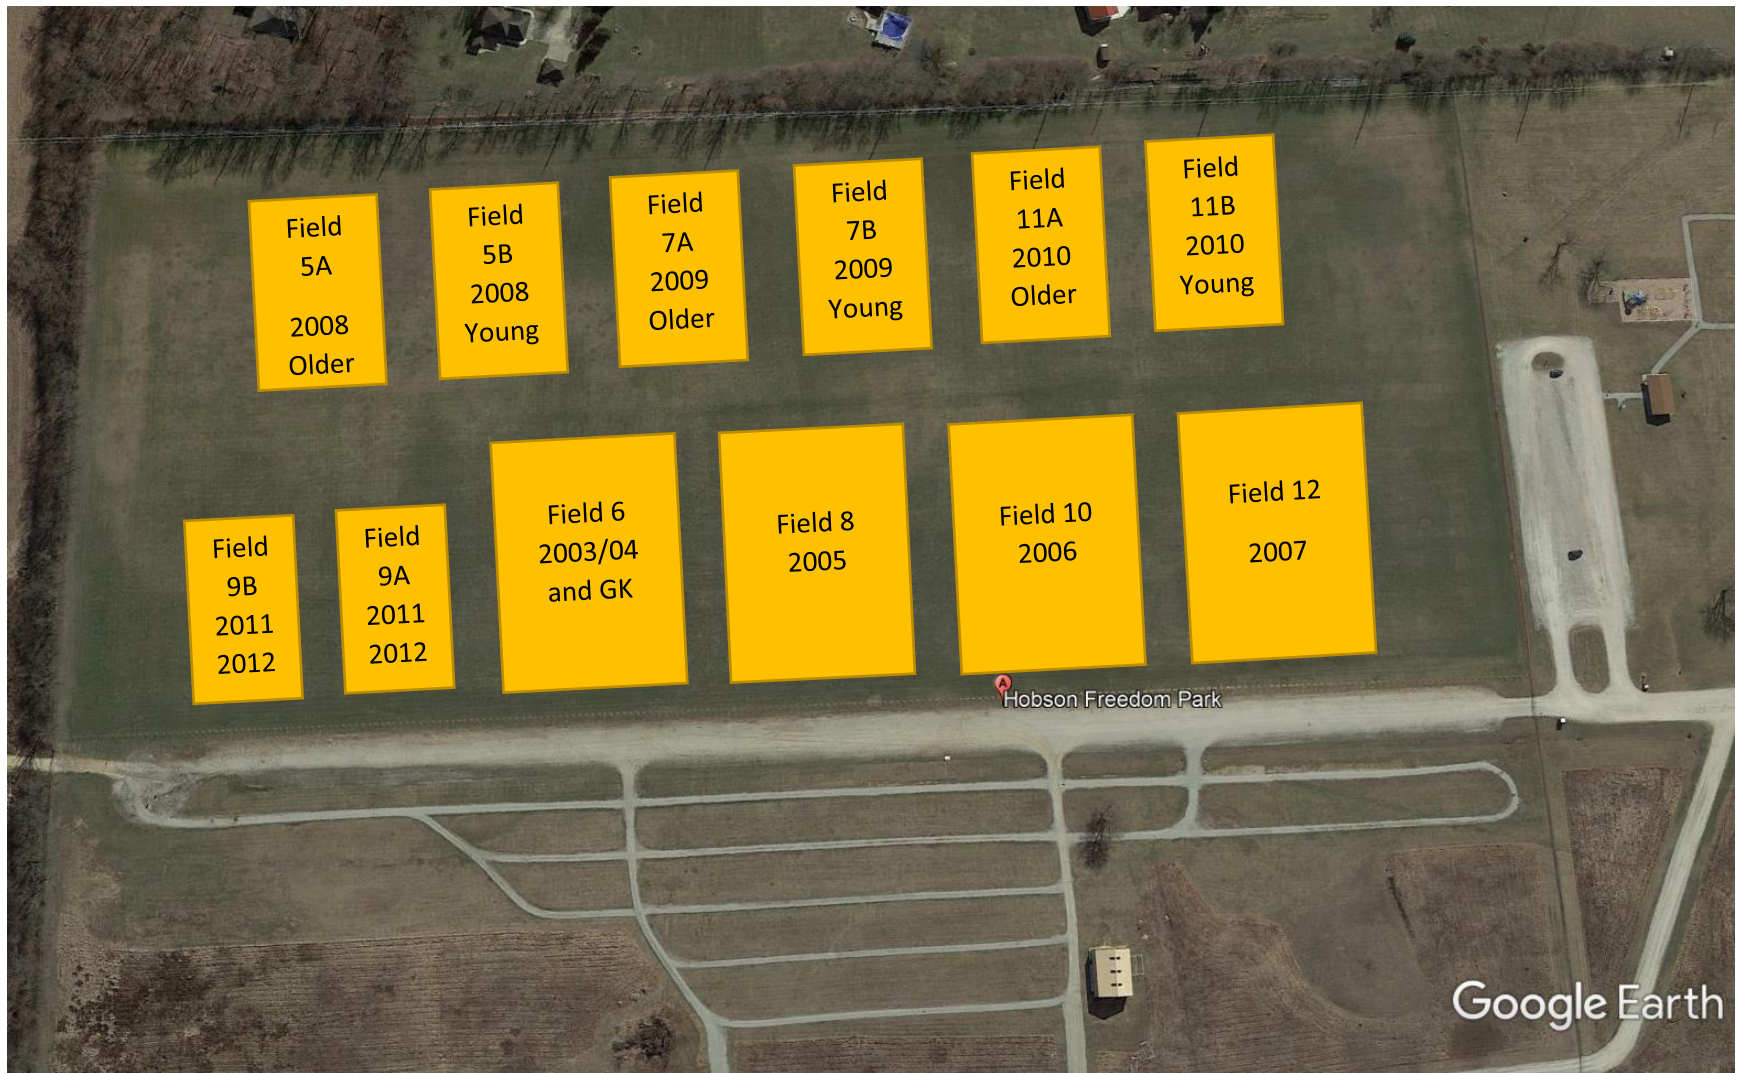 Field
5A
2008
Older
Field
5B
2008
Young
Field
7A
2009
Older
Field
7B
2009
Young
Field
11A
2010
Older
Field
11B
2010
Young
Field
9B
2011
2012
Field
9A
2011
2012
Field 6
2003/04
and GK
Field 8
2005
Field 10
2006
Field 12
2007
A
Hobson Freedom Park
Google Earth